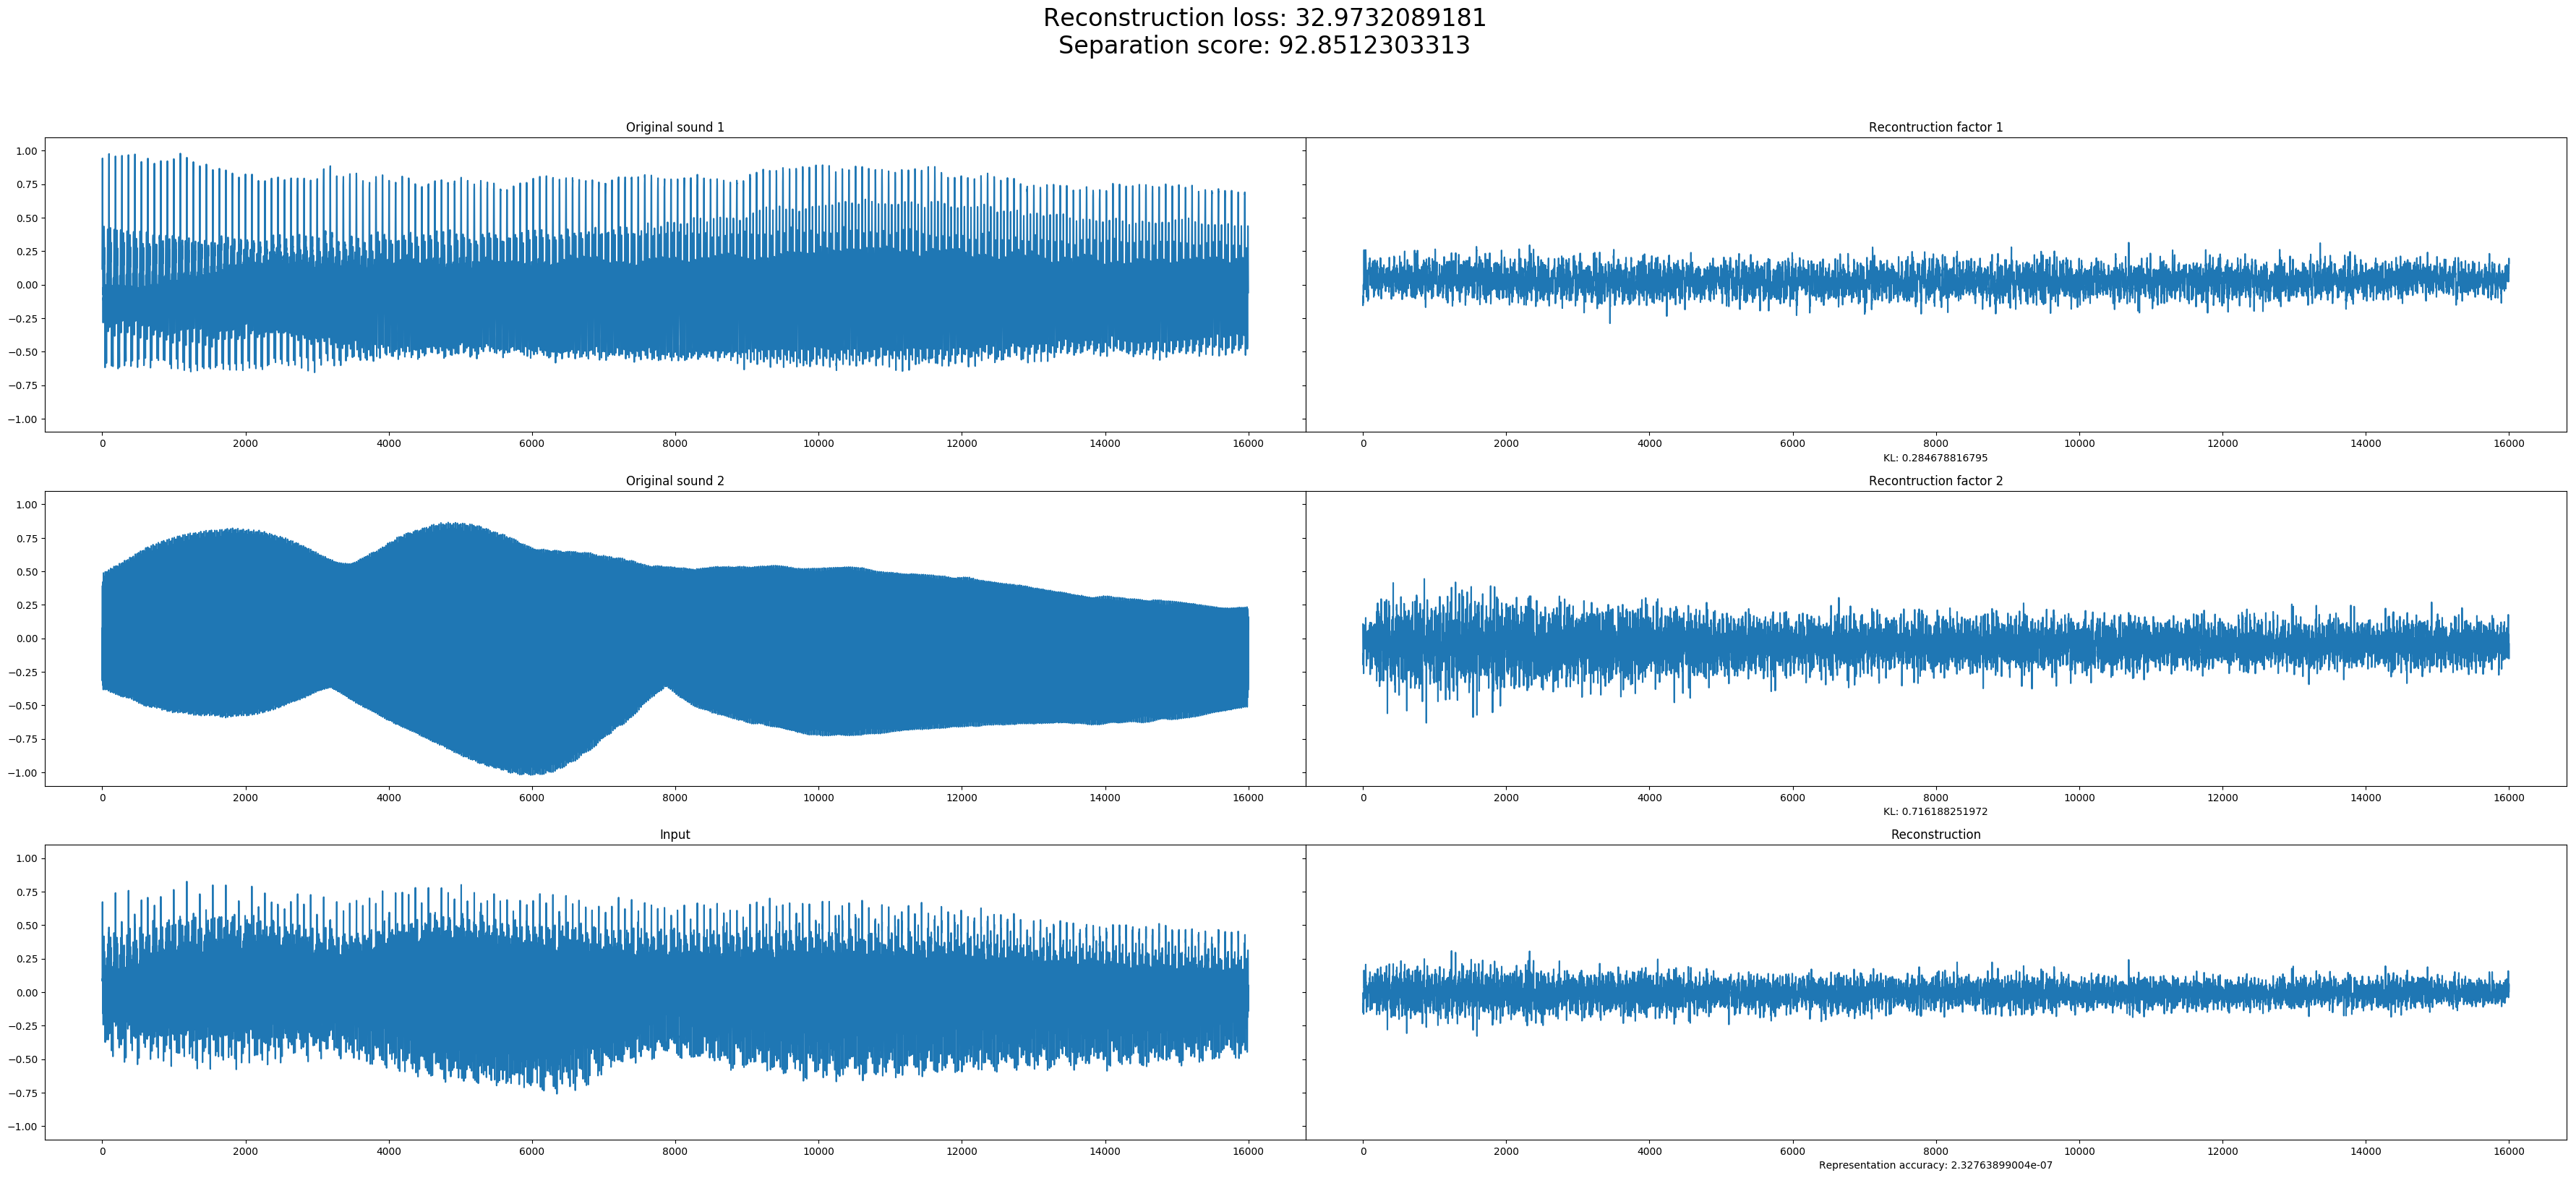 Reconstruction loss: 32.9732089181
Separation score: 92.8512303313
Original sound 1
Recontruction factor 1
1.00
0.75
0.50
0.25
0.00
−0.25
−0.50
−0.75
−1.00
0 2000 4000 6000 8000 10000 12000 14000 16000
0 2000 4000 6000 8000 10000 12000 14000 16000
KL: 0.284678816795
Original sound 2
Recontruction factor 2
1.00
0.75
0.50
0.25
0.00
−0.25
−0.50
−0.75
−1.00
0 2000 4000 6000 8000 10000 12000 14000 16000
0 2000 4000 6000 8000 10000 12000 14000 16000
KL: 0.716188251972
Input
Reconstruction
1.00
0.75
0.50
0.25
0.00
−0.25
−0.50
−0.75
−1.00
0 2000 4000 6000 8000 10000 12000 14000 16000
0 2000 4000 6000 8000 10000 12000 14000 16000
Representation accuracy: 2.32763899004e-07